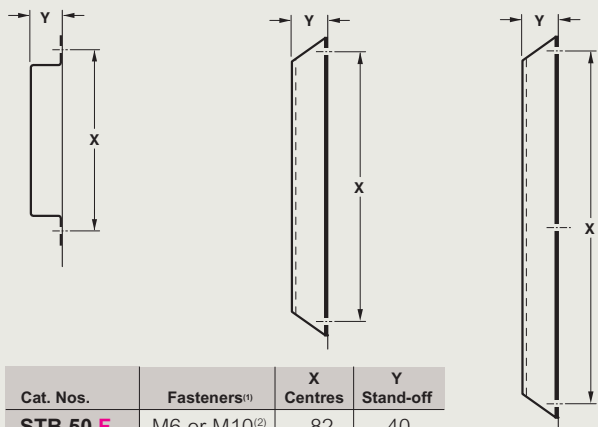 Y
Y
Y
X
X
X
Cat. Nos. Fasteners(1) X Centres Y Stand-off
STB 50 F M6 or M10(2) 82 40